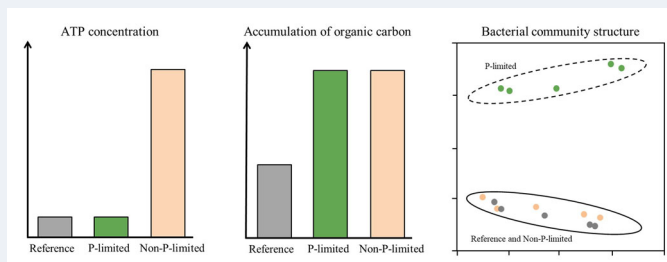 ATP concentration
Reference P-limited Non-P-limited
Accumulation of organic carbon
Reference P-limited Non-P-limited
Bacterial community structure
P-limited
Reference and Non-P-limited